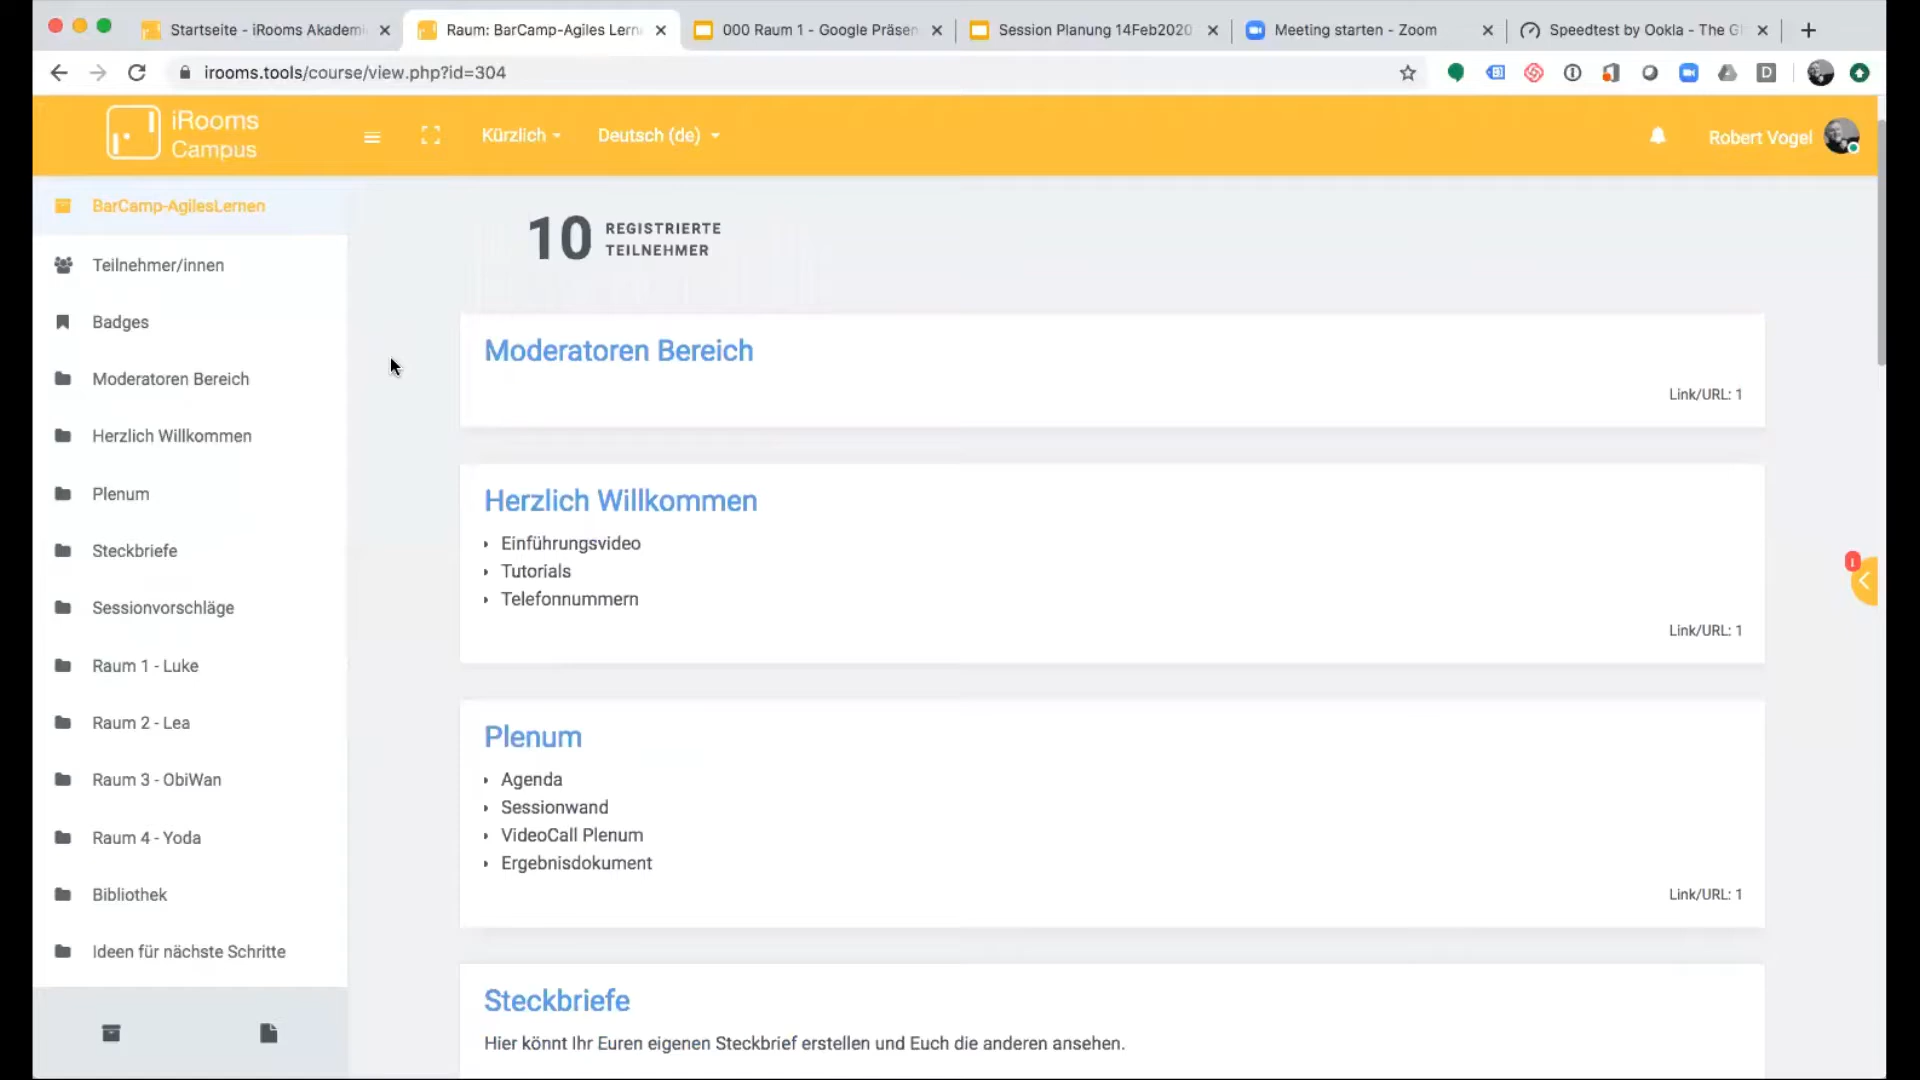 Startseite - iRooms Akademi
Raum: BarCamp-Agiles Lern
000 Raum 1 - Google Präsen
Session Planung 14Feb2020
Meeting starten - Zoom
Speedtest by Ookla - The Gl
irooms.tools/course/view.php?id=304
D
iRooms
Campus
Kürzlich
Deutsch (de)
Robert Vogel
BarCamp-AgilesLernen
Teilnehmer/innen
Badges
Moderatoren Bereich
Herzlich Willkommen
Plenum
Steckbriefe
Sessionvorschläge
Raum 1 - Luke
Raum 2 - Lea
Raum 3 - ObiWan
Raum 4 - Yoda
Bibliothek
Ideen für nächste Schritte
10
REGISTRIERTE
TEILNEHMER
Moderatoren Bereich
Link/URL: 1
Herzlich Willkommen
Einführungsvideo
Tutorials
Telefonnummern
Link/URL: 1
Plenum
Agenda
Sessionwand
VideoCall Plenum
Ergebnisdokument
Link/URL: 1
Steckbriefe
Hier könnt Ihr Euren eigenen Steckbrief erstellen und Euch die anderen ansehen.